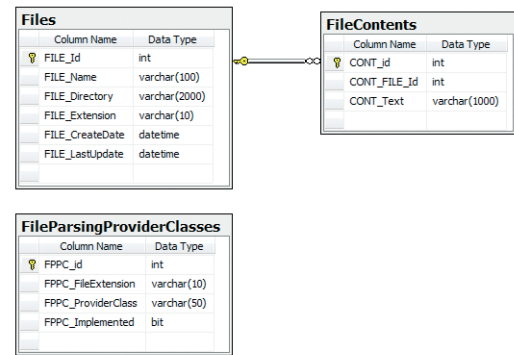 Files
Column Name Data Type
FILE_Id int
FILE_Name varchar(100)
FILE_Directory varchar(2000)
FILE_Extension varchar(10)
FILE_CreateDate datetime
FILE_LastUpdate datetime
FileContents
Column Name Data Type
CONT_id int
CONT_FILE_Id int
CONT_Text varchar(1000)
FileParsingProviderClasses
Column Name Data Type
FPPC_id int
FPPC_FileExtension varchar(10)
FPPC_ProviderClass varchar(50)
FPPC_Implemented bit